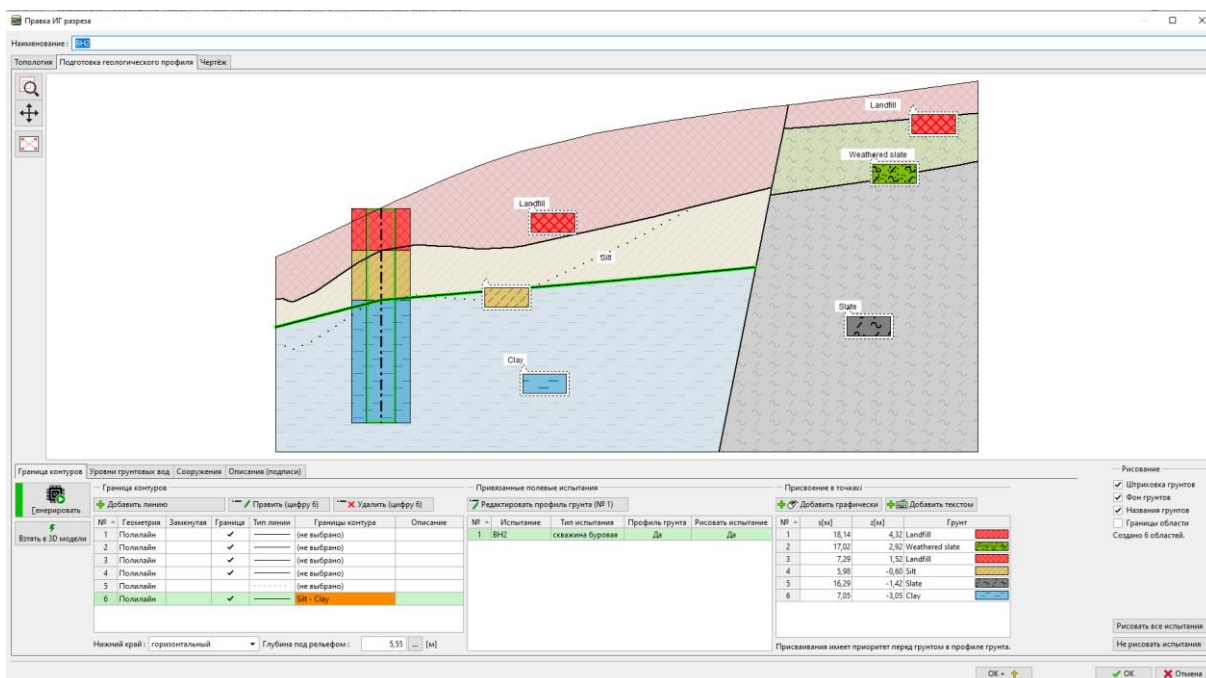 Правка ИГ разреза
Наименование : BH2
Топология Подготовка геологического профиля Чертёж
Landfill
Weathered slate
Landfill
Silt
Slate
Clay
Граница контуров Уровни грунтовых вод Сооружения Описания (подписи)
Генерировать
Взять в 3D модели
Граница контуров
Добавить линию Править (цифру 6) Удалить (цифру 6)
№ Геометрия Замкнутая Граница Тип линии Границы контура Описание
1 Полилайн ✓ (не выбрано)
2 Полилайн ✓ (не выбрано)
3 Полилайн ✓ (не выбрано)
4 Полилайн ✓ (не выбрано)
5 Полилайн (не выбрано)
6 Полилайн ✓ Silt - Clay
Нижний край : горизонтальный Глубина под рельефом : 5,55 ... [м]
Привязанные полевые испытания
Редактировать профиль грунта (№ 1)
№ Испытание Тип испытания Профиль грунта Рисовать испытание
1 BH2 скважина буровая Да Да
Присвоение в точках
Добавить графически Добавить текстом
№ s[м] z[м] Грунт
1 18,14 4,32 Landfill
2 17,02 2,92 Weathered slate
3 7,29 1,52 Landfill
4 5,98 -0,60 Silt
5 16,29 -1,42 Slate
6 7,05 -3,05 Clay
Присваивания имеет приоритет перед грунтом в профиле грунта.
Рисование
Штриховка грунтов
Фон грунтов
Названия грунтов
Границы области
Создано 6 областей.
Рисовать все испытания
Не рисовать испытания
OK + OK Отмена